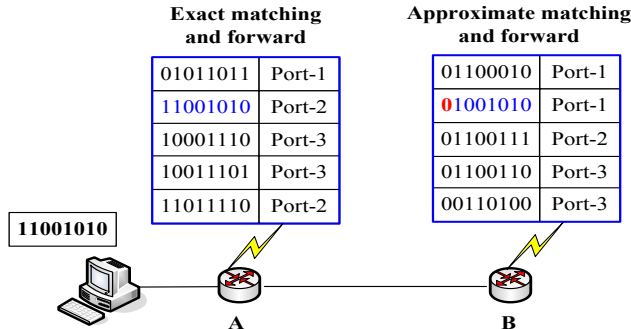 Exact matching
and forward
01011011 Port-1
11001010 Port-2
10001110 Port-3
10011101 Port-3
11011110 Port-2
Approximate matching
and forward
01100010 Port-1
01001010 Port-1
01100111 Port-2
01100110 Port-3
00110100 Port-3
11001010
A
B